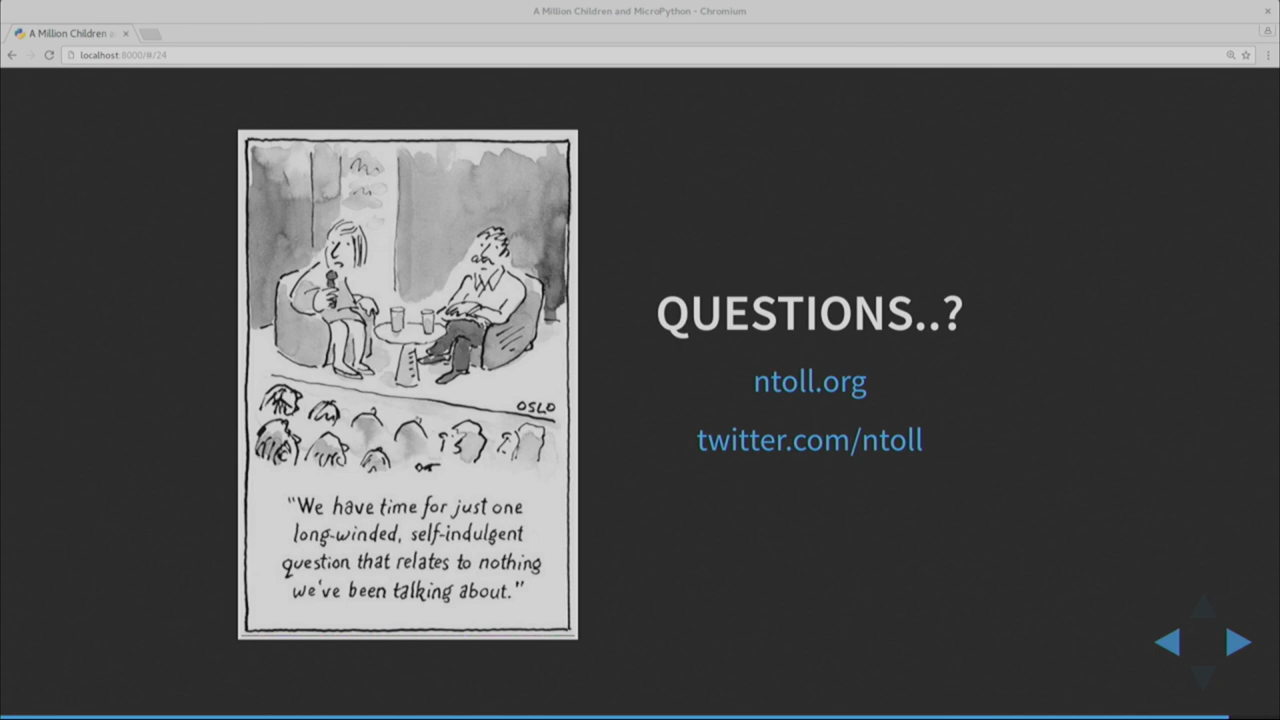 A Million Children and MicroPython - Chromium
A Million Children a
localhost:8000/#/24
OSLO
"We have time for just one
long-winded, self-indulgent
question that relates to nothing
we've been talking about."
QUESTIONS..?
ntoll.org
twitter.com/ntoll